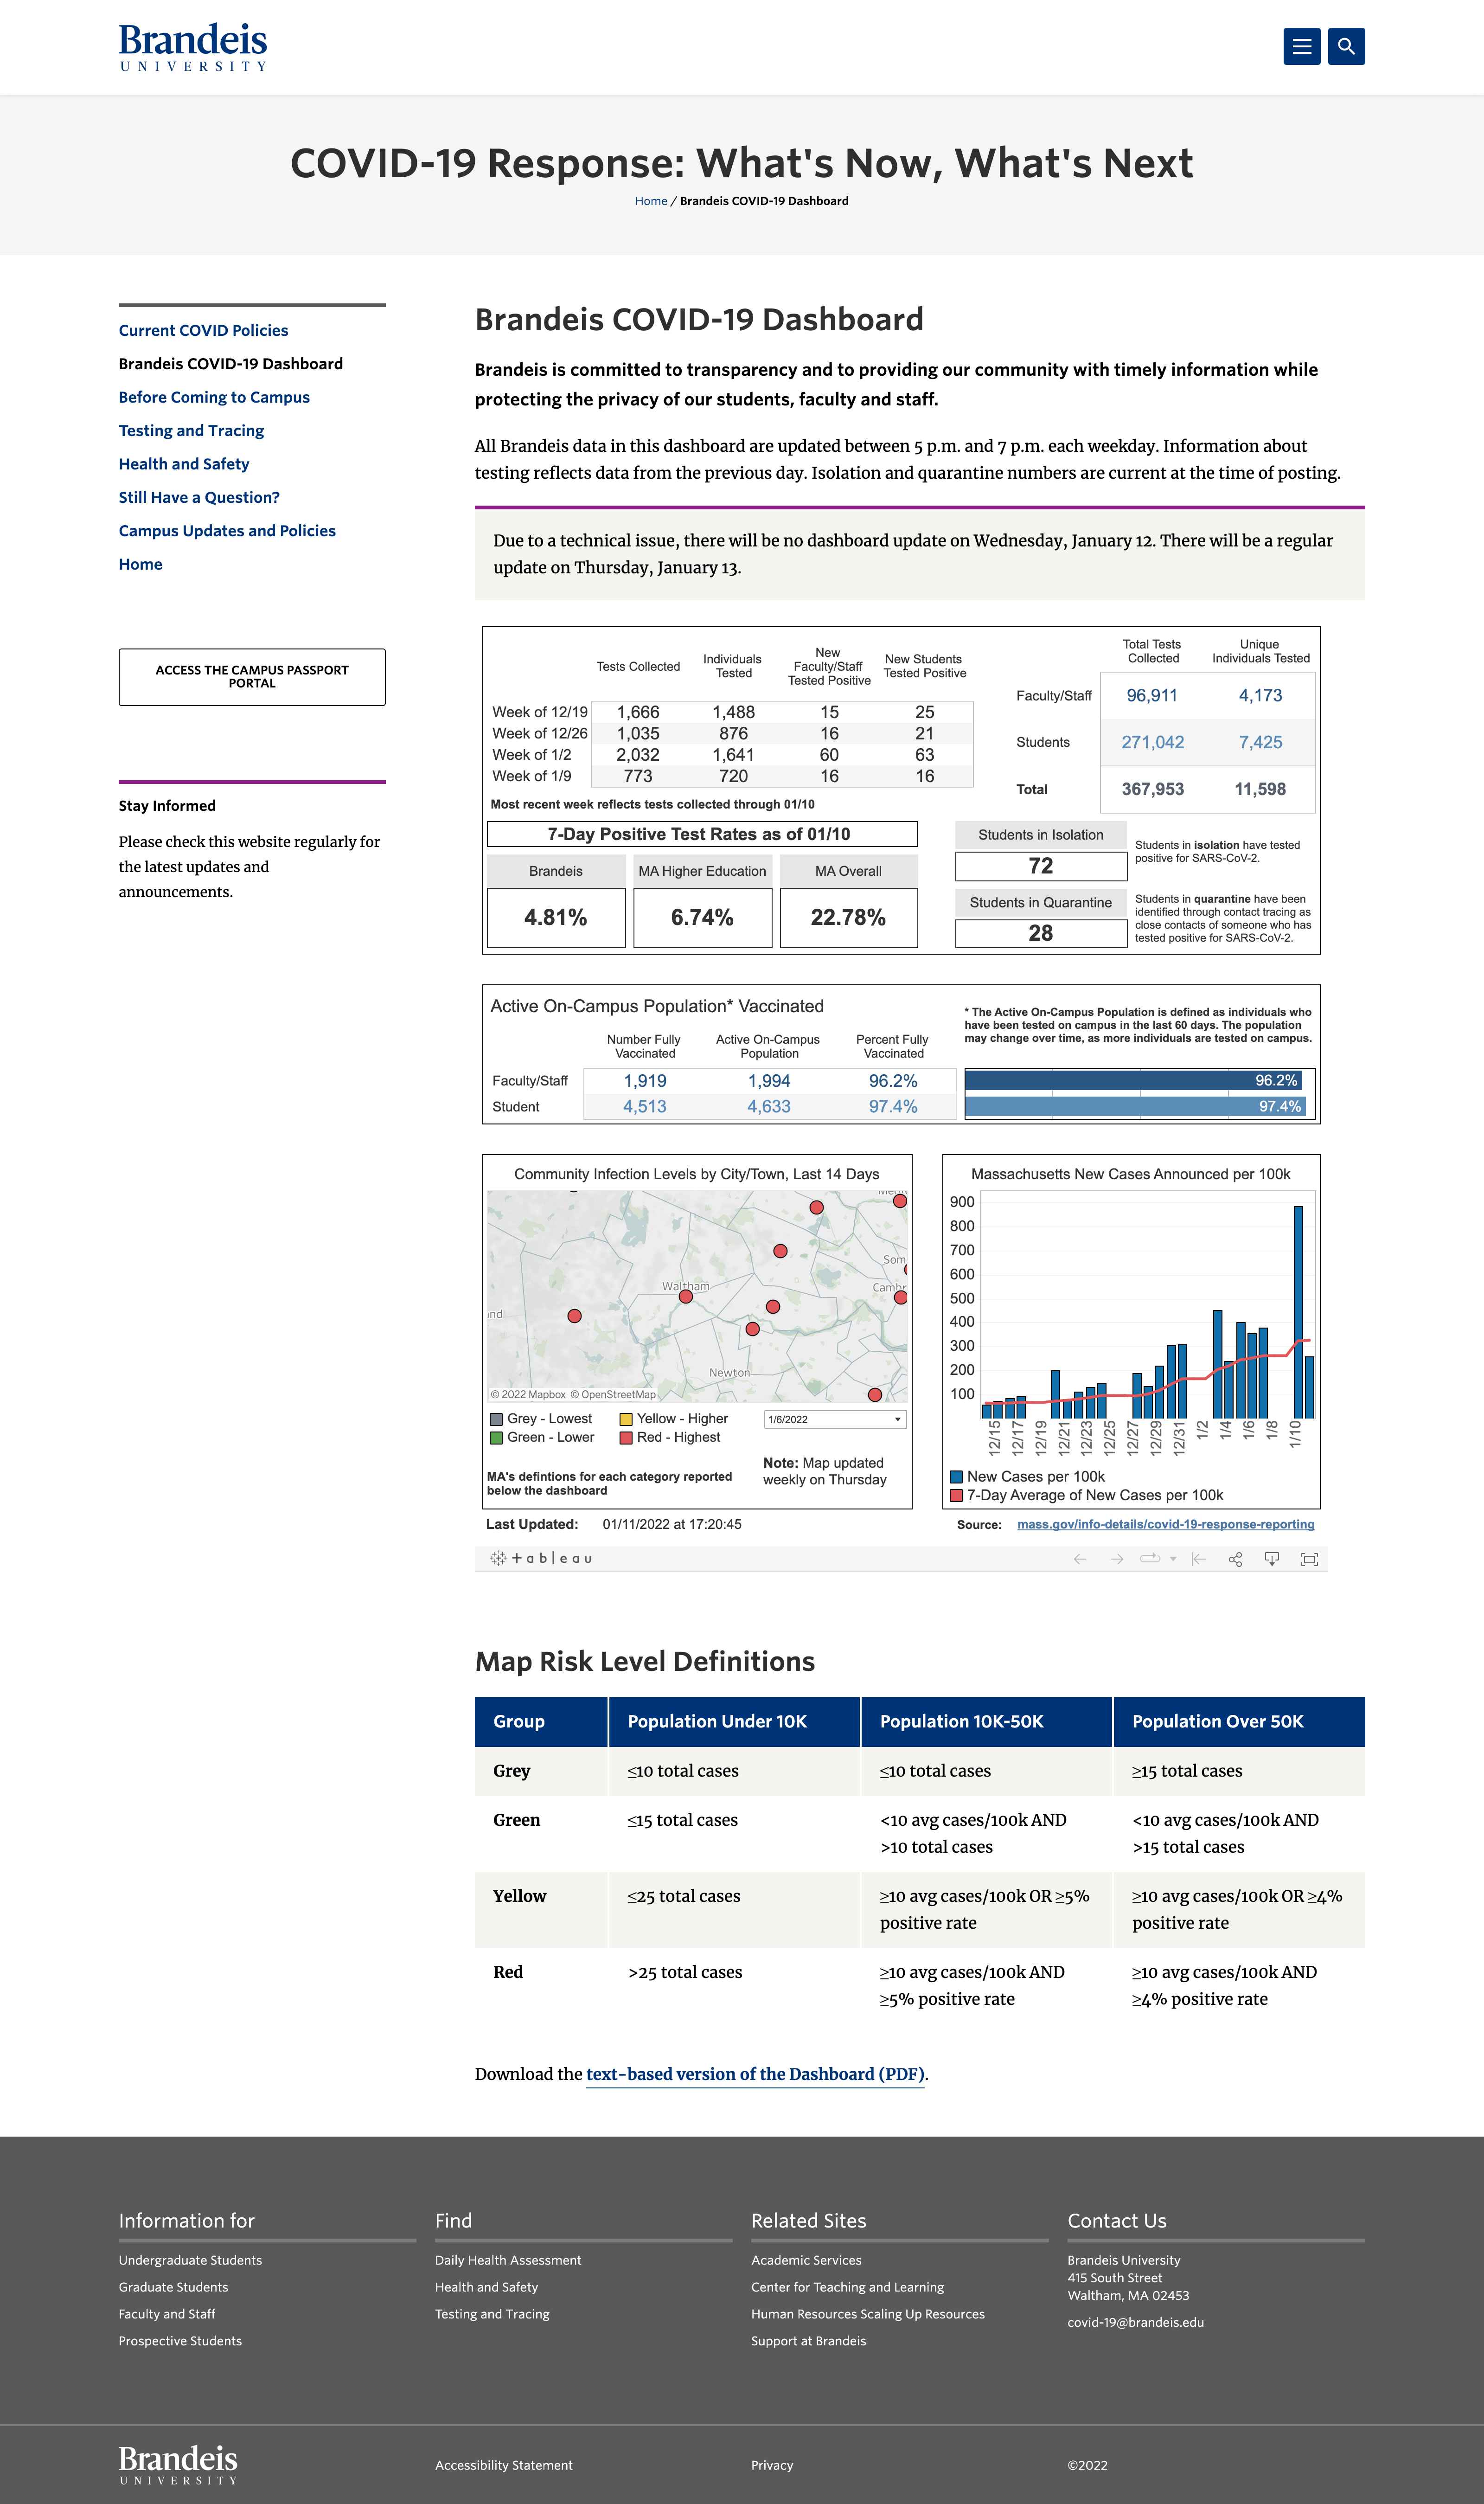 Brandeis
UNIVERSITY
COVID-19 Response: What's Now, What's Next
Home / Brandeis COVID-19 Dashboard
Current COVID Policies
Brandeis COVID-19 Dashboard
Before Coming to Campus
Testing and Tracing
Health and Safety
Still Have a Question?
Campus Updates and Policies
Home
ACCESS THE CAMPUS PASSPORT
PORTAL
Stay Informed
Please check this website regularly for
the latest updates and
announcements.
Brandeis COVID-19 Dashboard
Brandeis is committed to transparency and to providing our community with timely information while
protecting the privacy of our students, faculty and staff.
All Brandeis data in this dashboard are updated between 5 p.m. and 7 p.m. each weekday. Information about
testing reflects data from the previous day. Isolation and quarantine numbers are current at the time of posting.
Due to a technical issue, there will be no dashboard update on Wednesday, January 12. There will be a regular
update on Thursday, January 13.
Tests Collected
Individuals
Tested
New
Faculty/Staff
Tested Positive
New Students
Tested Positive
Week of 12/19 1,666 1,488 15 25
Week of 12/26 1,035 876 16 21
Week of 1/2 2,032 1,641 60 63
Week of 1/9 773 720 16 16
Most recent week reflects tests collected through 01/10
Total Tests
Collected
Unique
Individuals Tested
Faculty/Staff 96,911 4,173
Students 271,042 7,425
Total 367,953 11,598
7-Day Positive Test Rates as of 01/10
Brandeis MA Higher Education MA Overall
4.81% 6.74% 22.78%
Students in Isolation
72
Students in isolation have tested
positive for SARS-CoV-2.
Students in Quarantine
28
Students in quarantine have been
identified through contact tracing as
close contacts of someone who has
tested positive for SARS-CoV-2.
Active On-Campus Population* Vaccinated
* The Active On-Campus Population is defined as individuals who
have been tested on campus in the last 60 days. The population
may change over time, as more individuals are tested on campus.
Number Fully
Vaccinated
Active On-Campus
Population
Percent Fully
Vaccinated
Faculty/Staff 1,919 1,994 96.2% 96.2%
Student 4,513 4,633 97.4% 97.4%
Community Infection Levels by City/Town, Last 14 Days
Som
Waltham
Cambr
nd
Newton
© 2022 Mapbox © OpenStreetMap
Grey - Lowest
Yellow - Higher
Green - Lower
Red - Highest
1/6/2022
MA's defintions for each category reported
below the dashboard
Note: Map updated
weekly on Thursday
Massachusetts New Cases Announced per 100k
900
800
700
600
500
400
300
200
100
12/15 12/17 12/19 12/21 12/23 12/25 12/27 12/29 12/31 1/2 1/4 1/6 1/8 1/10
New Cases per 100k
7-Day Average of New Cases per 100k
Last Updated: 01/11/2022 at 17:20:45
Source: mass.gov/info-details/covid-19-response-reporting
+ableau
Map Risk Level Definitions
Group Population Under 10K Population 10K-50K Population Over 50K
Grey ≤10 total cases ≤10 total cases ≥15 total cases
Green ≤15 total cases <10 avg cases/100k AND <10 avg cases/100k AND
>10 total cases >15 total cases
Yellow ≤25 total cases ≥10 avg cases/100k OR ≥5% ≥10 avg cases/100k OR ≥4%
positive rate positive rate
Red >25 total cases ≥10 avg cases/100k AND ≥10 avg cases/100k AND
≥5% positive rate ≥4% positive rate
Download the text-based version of the Dashboard (PDF).
Information for
Undergraduate Students
Graduate Students
Faculty and Staff
Prospective Students
Find
Daily Health Assessment
Health and Safety
Testing and Tracing
Related Sites
Academic Services
Center for Teaching and Learning
Human Resources Scaling Up Resources
Support at Brandeis
Contact Us
Brandeis University
415 South Street
Waltham, MA 02453
covid-19@brandeis.edu
Brandeis
UNIVERSITY
Accessibility Statement
Privacy
©2022